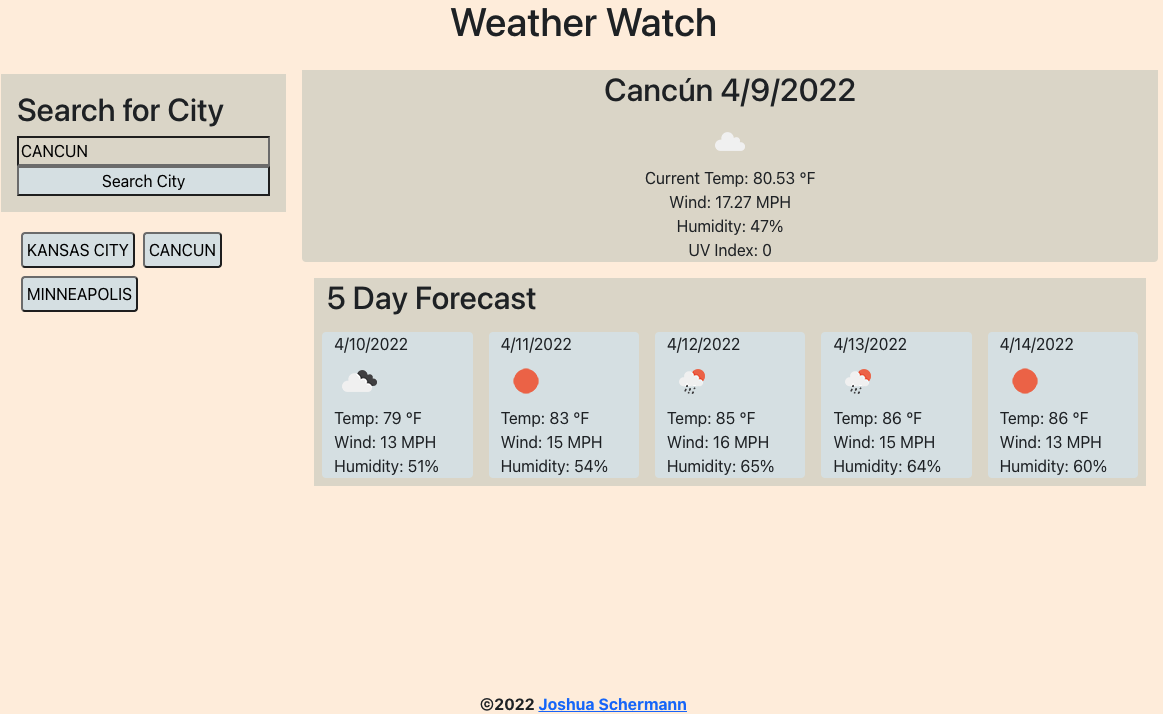 Weather Watch
Search for City
CANCUN
Search City
KANSAS CITY
CANCUN
MINNEAPOLIS
Cancún 4/9/2022
Current Temp: 80.53 °F
Wind: 17.27 MPH
Humidity: 47%
UV Index: 0
5 Day Forecast
4/10/2022
Temp: 79 °F
Wind: 13 MPH
Humidity: 51%
4/11/2022
Temp: 83 °F
Wind: 15 MPH
Humidity: 54%
4/12/2022
Temp: 85 °F
Wind: 16 MPH
Humidity: 65%
4/13/2022
Temp: 86 °F
Wind: 15 MPH
Humidity: 64%
4/14/2022
Temp: 86 °F
Wind: 13 MPH
Humidity: 60%
©2022 Joshua Schermann